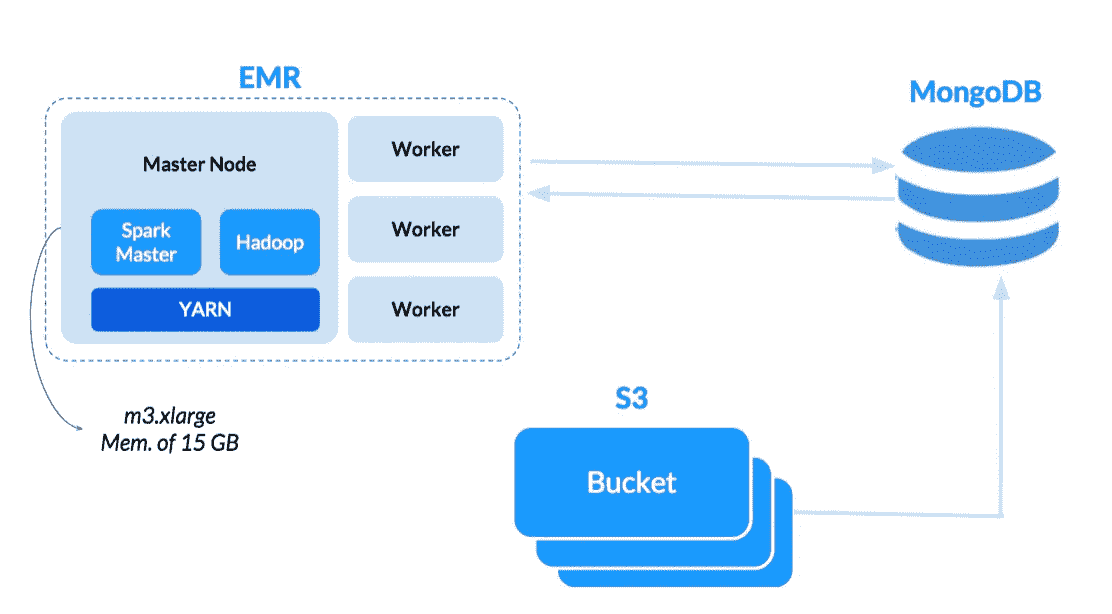 EMR
MongoDB
Master Node
Worker
Spark
Master
Hadoop
Worker
YARN
Worker
m3.xlarge
Mem. of 15 GB
S3
Bucket